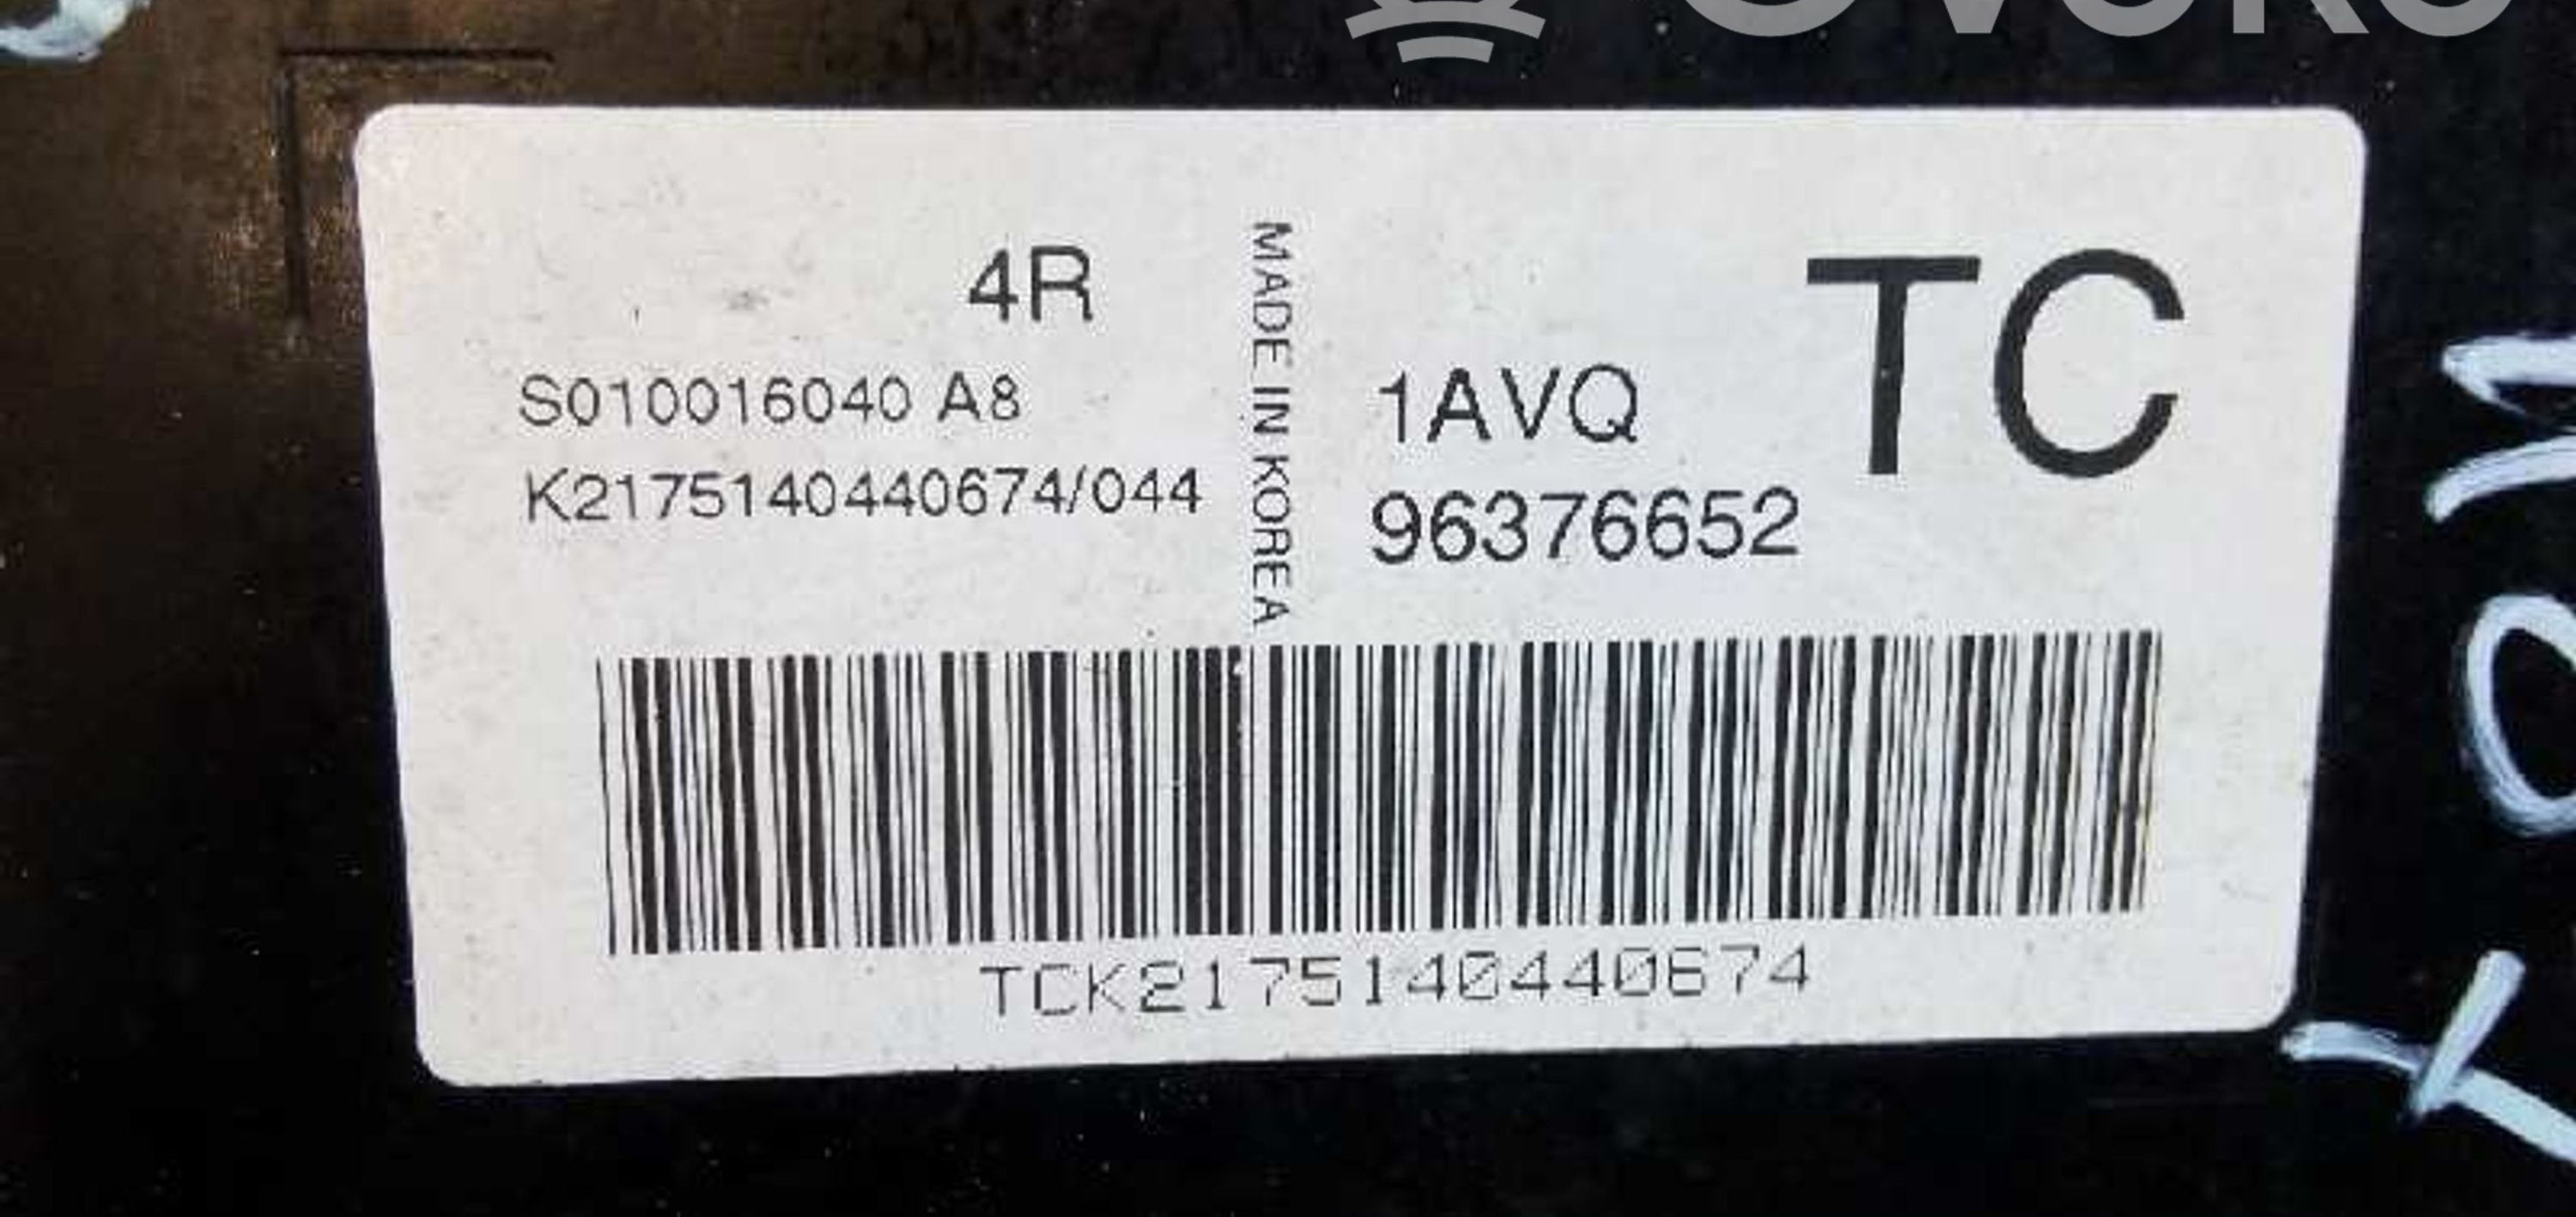 4R
S010016040 A8
K2175140440674/044
MADE IN KOREA
TC
1AVQ
96376652
TCK2175140440674